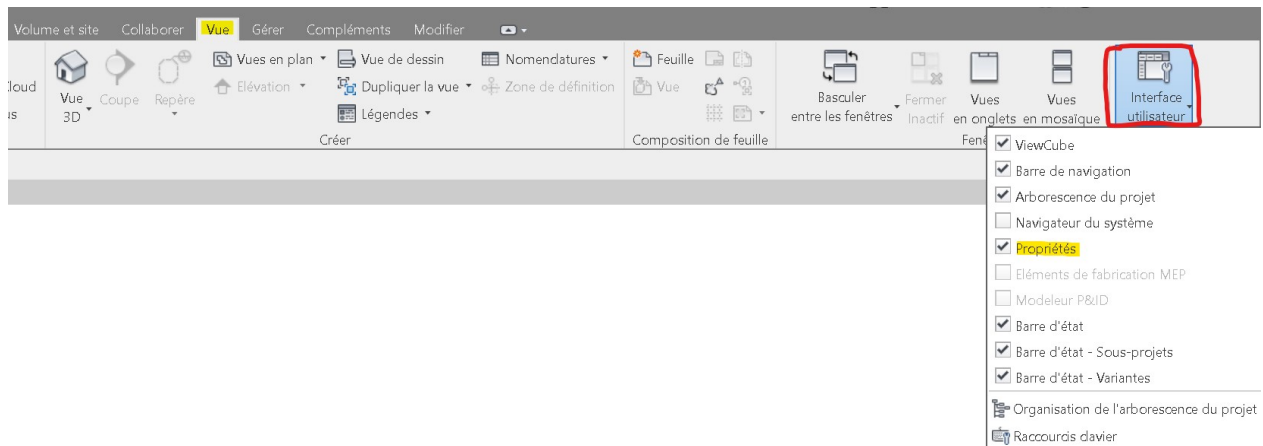 Volume et site Collaborer Vue Gérer Compléments Modifier
Vues en plan Vue de dessin Nomendatures Feuille
Cloud Vue 3D Coupe Repère Elévation Dupliquer la vue Zone de définition Vue Basculer entre les fenêtres Fermer Inactif Vues en onglets Vues en mosaïque Interface utilisateur
us Légendes
Créer Composition de feuille Fenê
ViewCube
Barre de navigation
Arborescence du projet
Navigateur du système
Propriétés
Eléments de fabrication MEP
Modeleur P&ID
Barre d'état
Barre d'état - Sous-projets
Barre d'état - Variantes
Organisation de l'arborescence du projet
Raccourcis davier